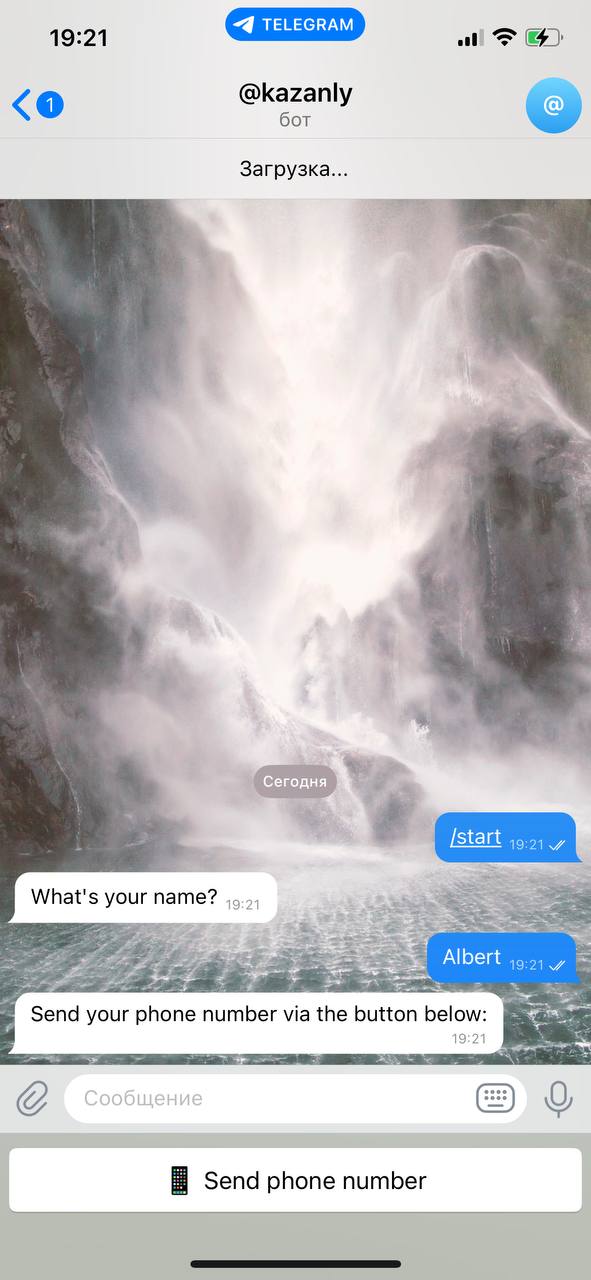 19:21
TELEGRAM
1
@kazanly
бот
@
Загрузка...
Сегодня
/start 19:21
What's your name? 19:21
Albert 19:21
Send your phone number via the button below:
19:21
Сообщение
Send phone number